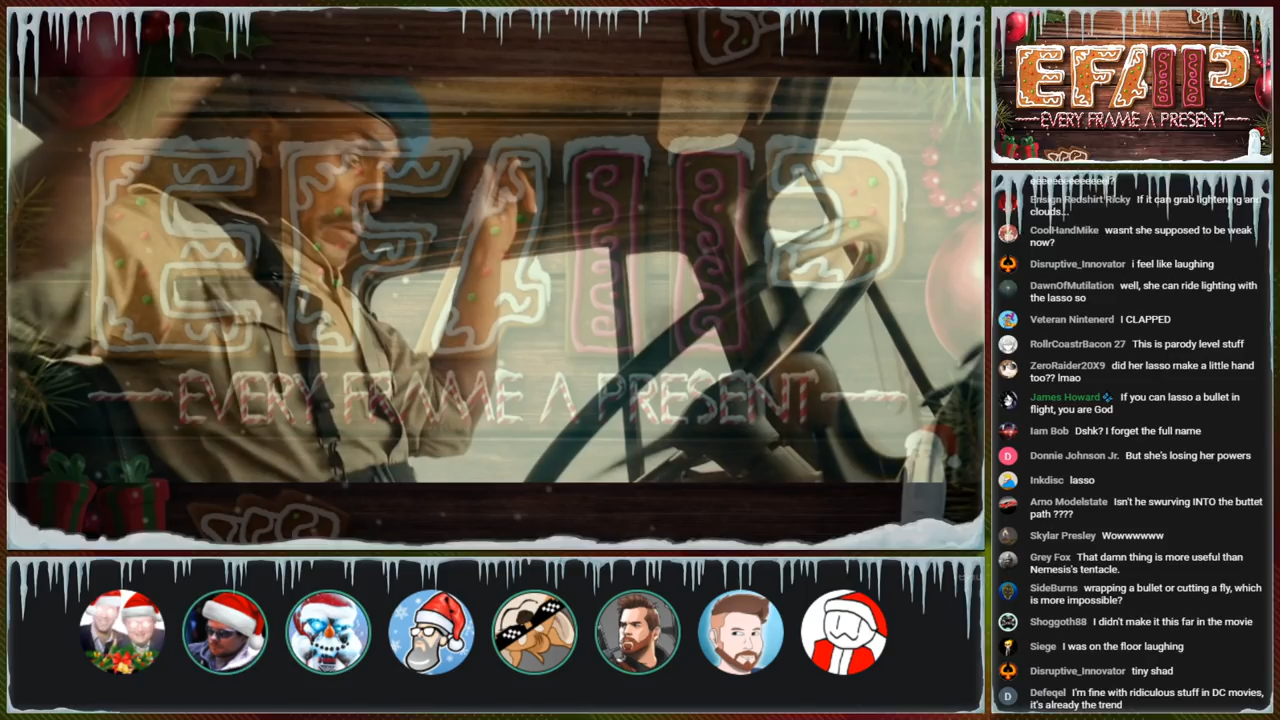 EFAP
EVERY FRAME A PRESENT
EFAP
EVERY FRAME A PRESENT
Ensign Redshirt Ricky If it can grab lightening and
clouds...
CoolHandMike wasnt she supposed to be weak
now?
Disruptive_Innovator i feel like laughing
DawnOfMutilation well, she can ride lighting with
the lasso so
Veteran Nintenerd I CLAPPED
RollrCoastrBacon 27 This is parody level stuff
ZeroRaider20X9 did her lasso make a little hand
too?? lmao
James Howard If you can lasso a bullet in
flight, you are God
Iam Bob Dshk? I forget the full name
Donnie Johnson Jr. But she's losing her powers
Inkdisc lasso
Arno Modelstate Isn't he swurving INTO the buttet
path ????
Skylar Presley Wowwwwww
Grey Fox That damn thing is more useful than
Nemesis's tentacle.
SideBurns wrapping a bullet or cutting a fly, which
is more impossible?
Shoggoth88 I didn't make it this far in the movie
Siege I was on the floor laughing
Disruptive_Innovator tiny shad
D Defeqel I'm fine with ridiculous stuff in DC movies,
it's already the trend